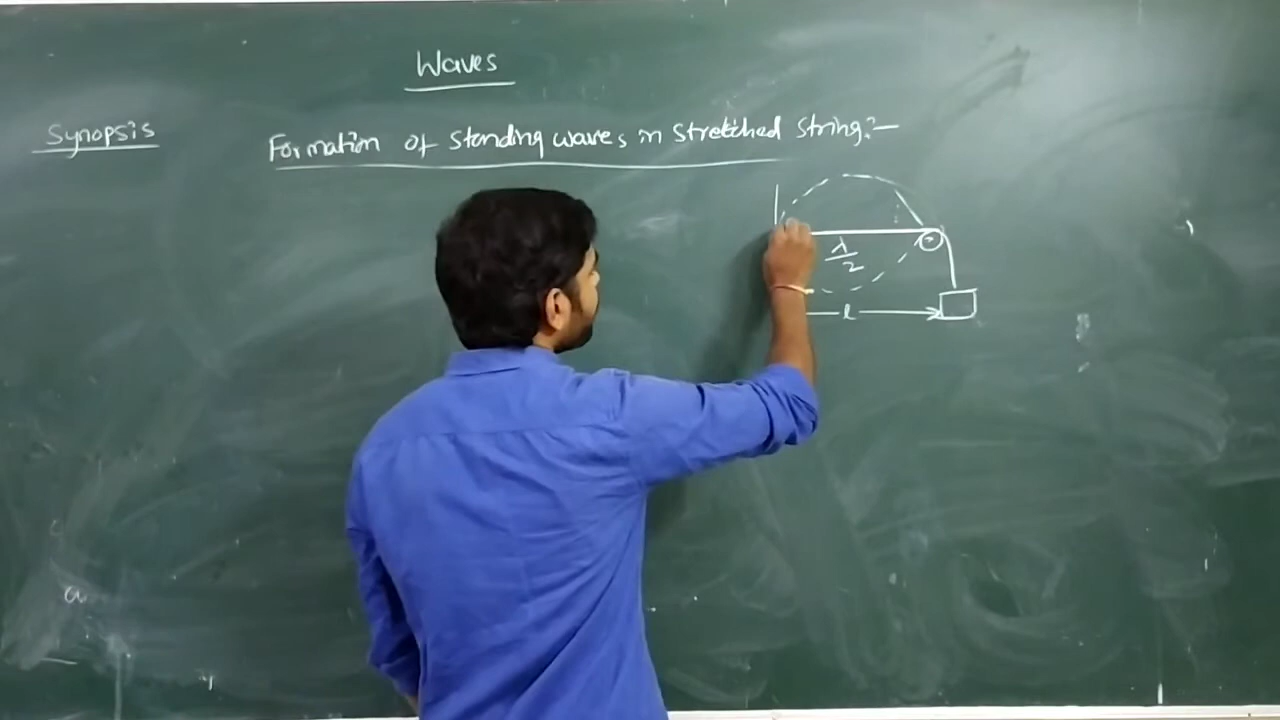 Waves
Synopsis
Formation of standing waves in stretched string:-
λ/2
l
a